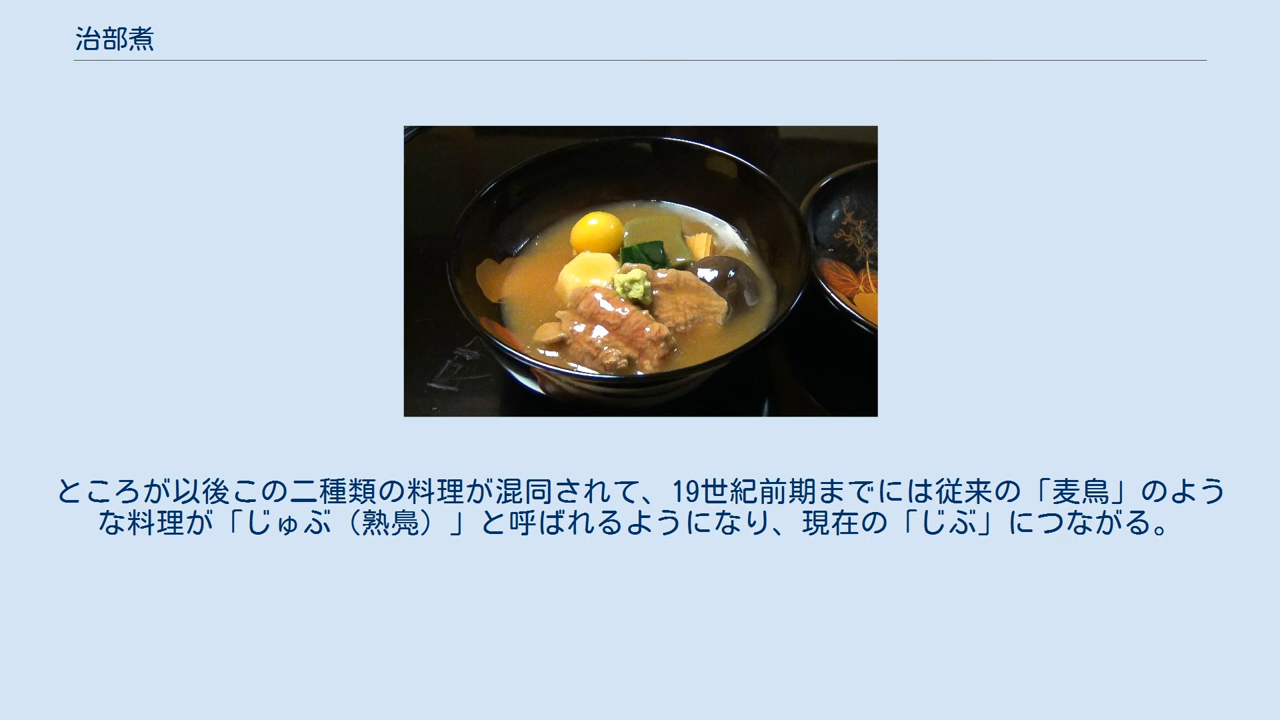 治部煮
ところが以後この二種類の料理が混同されて、19世紀前期までには従来の「麦鳥」のよう
な料理が「じゅぶ（熟鳧）」と呼ばれるようになり、現在の「じぶ」につながる。